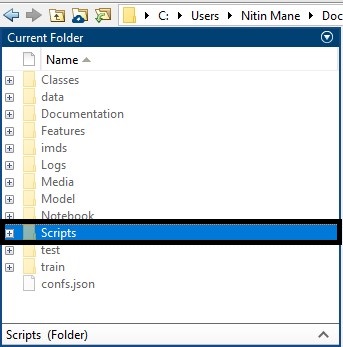 C: Users Nitin Mane Doc
Current Folder
Name
Classes
data
Documentation
Features
imds
Logs
Media
Model
Notebook
Scripts
test
train
confs.json
Scripts (Folder)